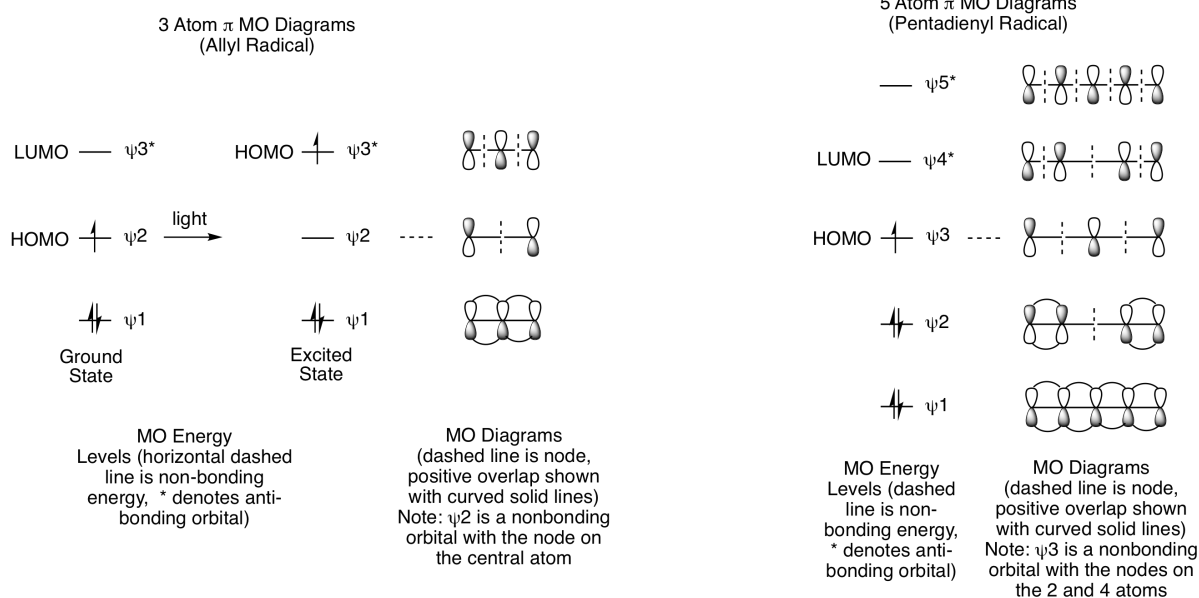 3 Atom π MO Diagrams
(Allyl Radical)
LUMO ψ3*
HOMO ψ3*
HOMO ψ2
light
ψ2
ψ1
ψ1
Ground
State
Excited
State
MO Energy
Levels (horizontal dashed
line is non-bonding
energy, * denotes anti-
bonding orbital)
MO Diagrams
(dashed line is node,
positive overlap shown
with curved solid lines)
Note: ψ2 is a nonbonding
orbital with the node on
the central atom
5 Atom π MO Diagrams
(Pentadienyl Radical)
ψ5*
LUMO ψ4*
HOMO ψ3
ψ2
ψ1
MO Energy
Levels (dashed
line is non-
bonding energy,
* denotes anti-
bonding orbital)
MO Diagrams
(dashed line is node,
positive overlap shown
with curved solid lines)
Note: ψ3 is a nonbonding
orbital with the nodes on
the 2 and 4 atoms